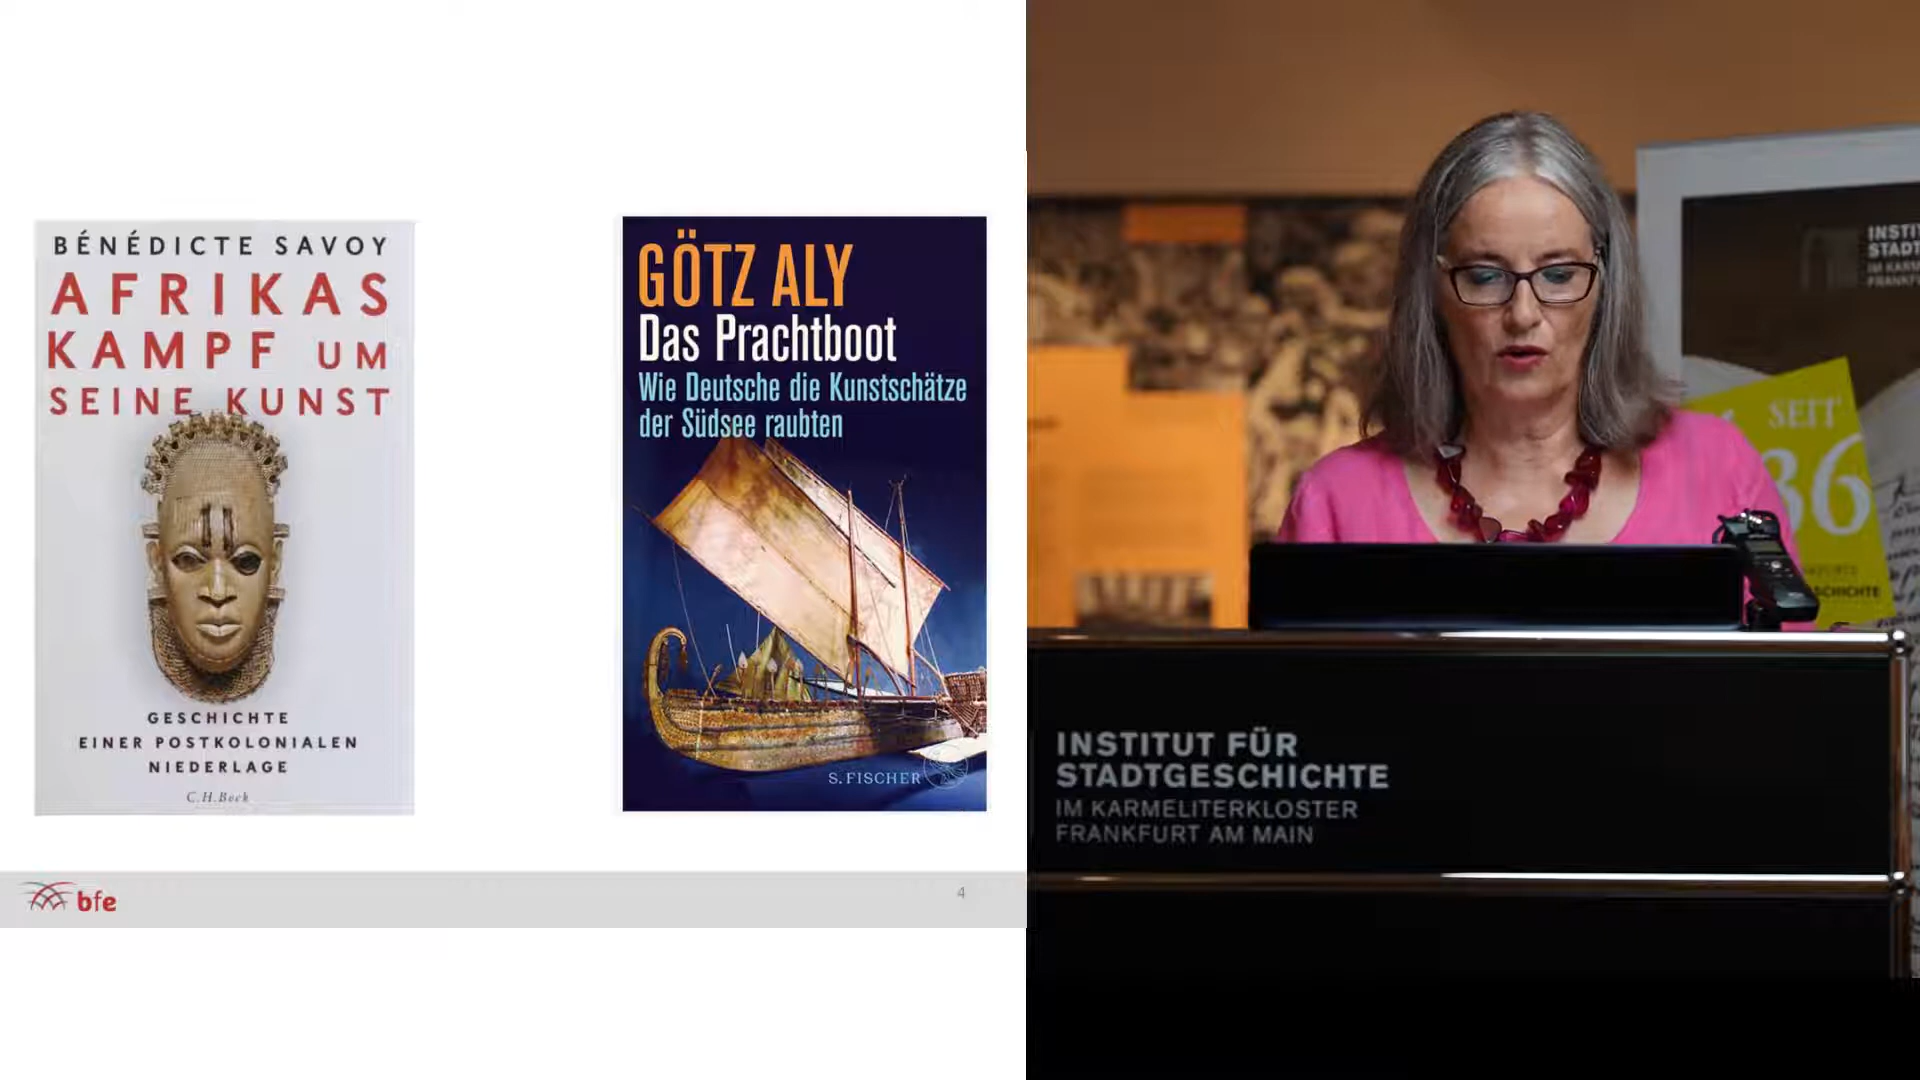 BÉNÉDICTE SAVOY
AFRIKAS
KAMPF UM
SEINE KUNST
GESCHICHTE
EINER POSTKOLONIALEN
NIEDERLAGE
C.H.Beck
GÖTZ ALY
Das Prachtboot
Wie Deutsche die Kunstschätze
der Südsee raubten
S. FISCHER
bfe
4
SEIT
36
INSTITUT FÜR
STADTGESCHICHTE
IM KARMELITERKLOSTER
FRANKFURT AM MAIN